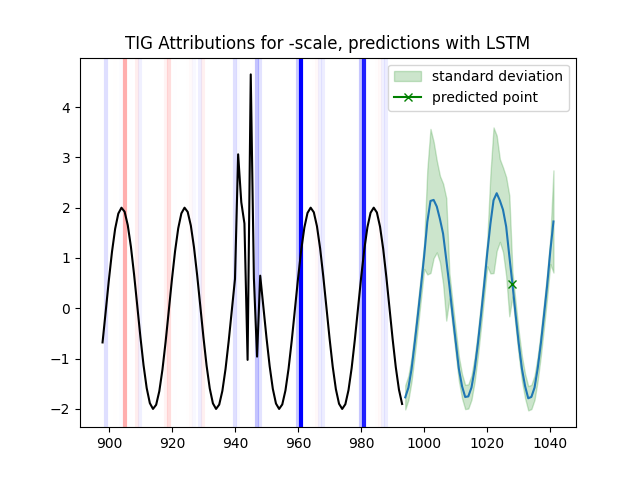 TIG Attributions for -scale, predictions with LSTM
standard deviation
predicted point
4
3
2
1
0
−1
−2
900 920 940 960 980 1000 1020 1040